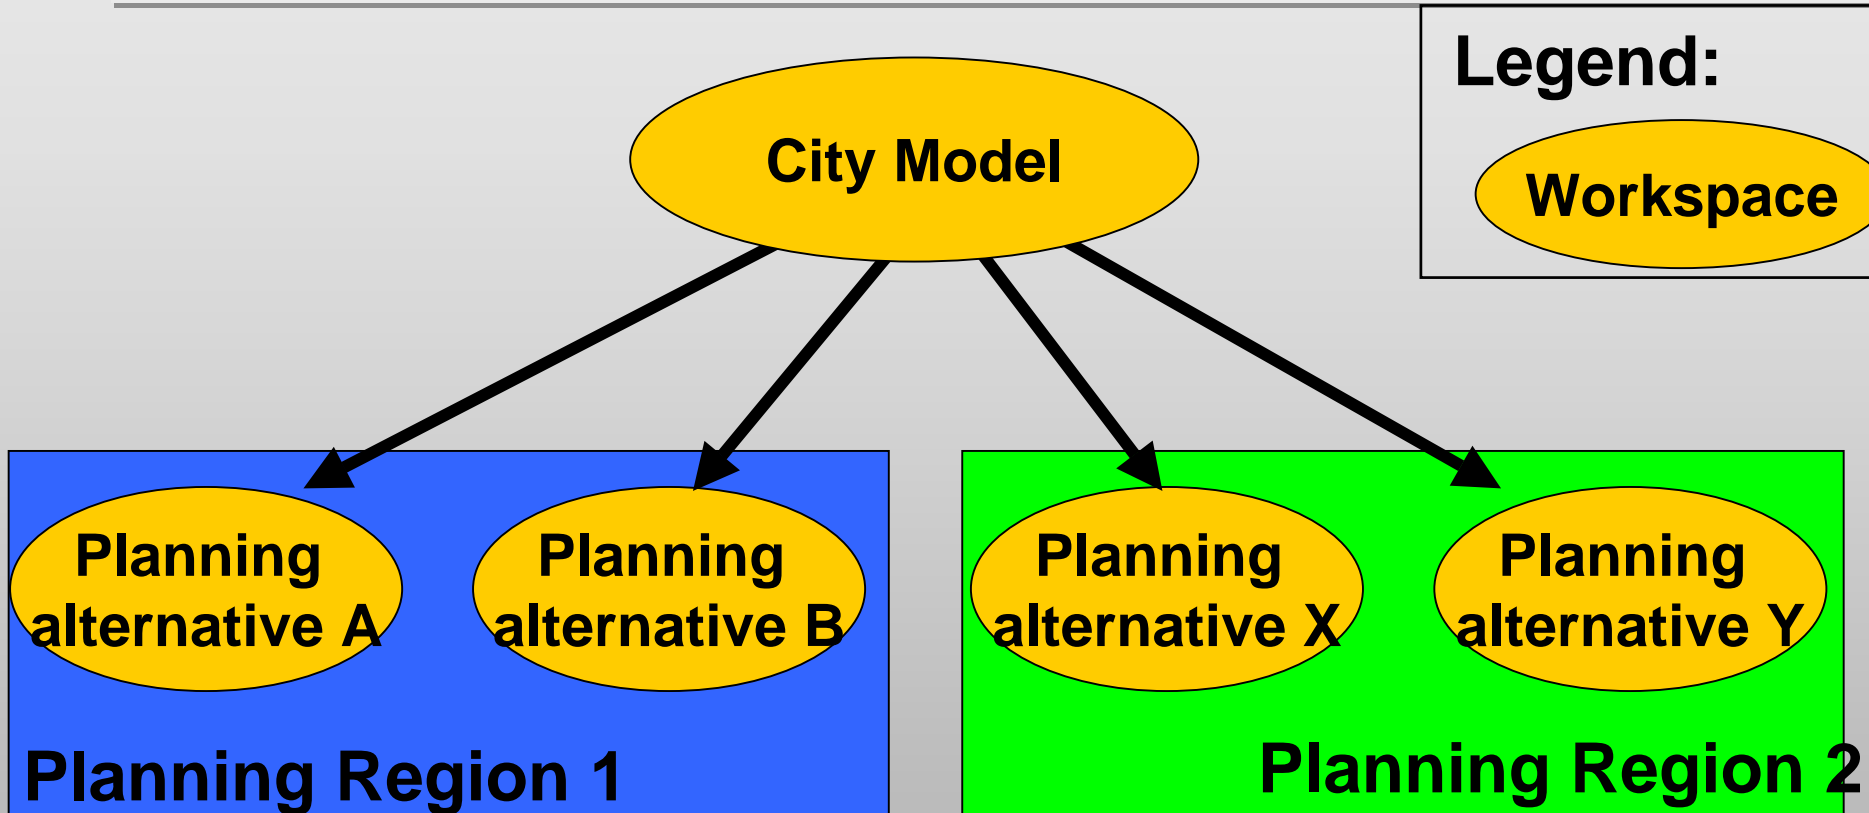 Legend:
City Model
Workspace
Planning
alternative A
Planning
alternative B
Planning
alternative X
Planning
alternative Y
Planning Region 1
Planning Region 2